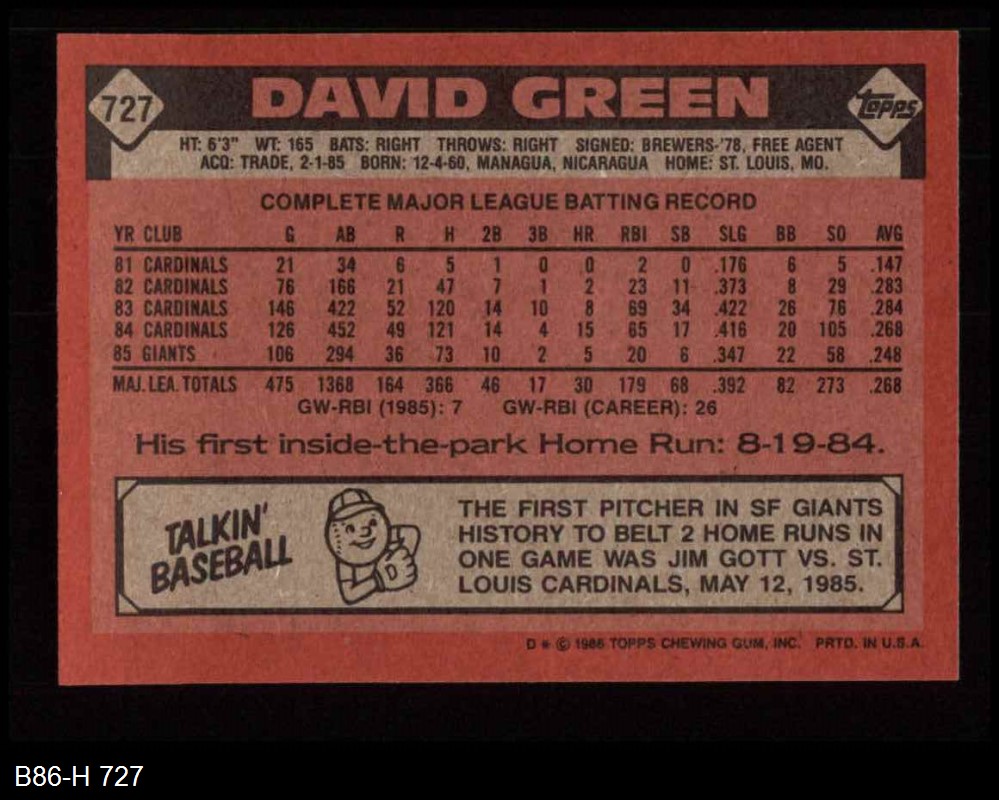 727
DAVID GREEN
Topps
HT: 6'3" WT: 165 BATS: RIGHT THROWS: RIGHT SIGNED: BREWERS-'78, FREE AGENT
ACQ: TRADE, 2-1-85 BORN: 12-4-60, MANAGUA, NICARAGUA HOME: ST. LOUIS, MO.
COMPLETE MAJOR LEAGUE BATTING RECORD
YR CLUB G AB R H 2B 3B HR RBI SB SLG BB SO AVG
81 CARDINALS 21 34 6 5 1 0 0 2 0 .176 6 5 .147
82 CARDINALS 76 166 21 47 7 1 2 23 11 .373 8 29 .283
83 CARDINALS 146 422 52 120 14 10 8 69 34 .422 26 76 .284
84 CARDINALS 126 452 49 121 14 4 15 65 17 .416 20 105 .268
85 GIANTS 106 294 36 73 10 2 5 20 6 .347 22 58 .248
MAJ. LEA. TOTALS 475 1368 164 366 46 17 30 179 68 .392 82 273 .268
GW-RBI (1985): 7 GW-RBI (CAREER): 26
His first inside-the-park Home Run: 8-19-84.
TALKIN'
BASEBALL
THE FIRST PITCHER IN SF GIANTS
HISTORY TO BELT 2 HOME RUNS IN
ONE GAME WAS JIM GOTT VS. ST.
LOUIS CARDINALS, MAY 12, 1985.
D * © 1986 TOPPS CHEWING GUM, INC. PRTD. IN U.S.A.
B86-H 727